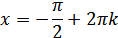 x = −π/2 + 2πk